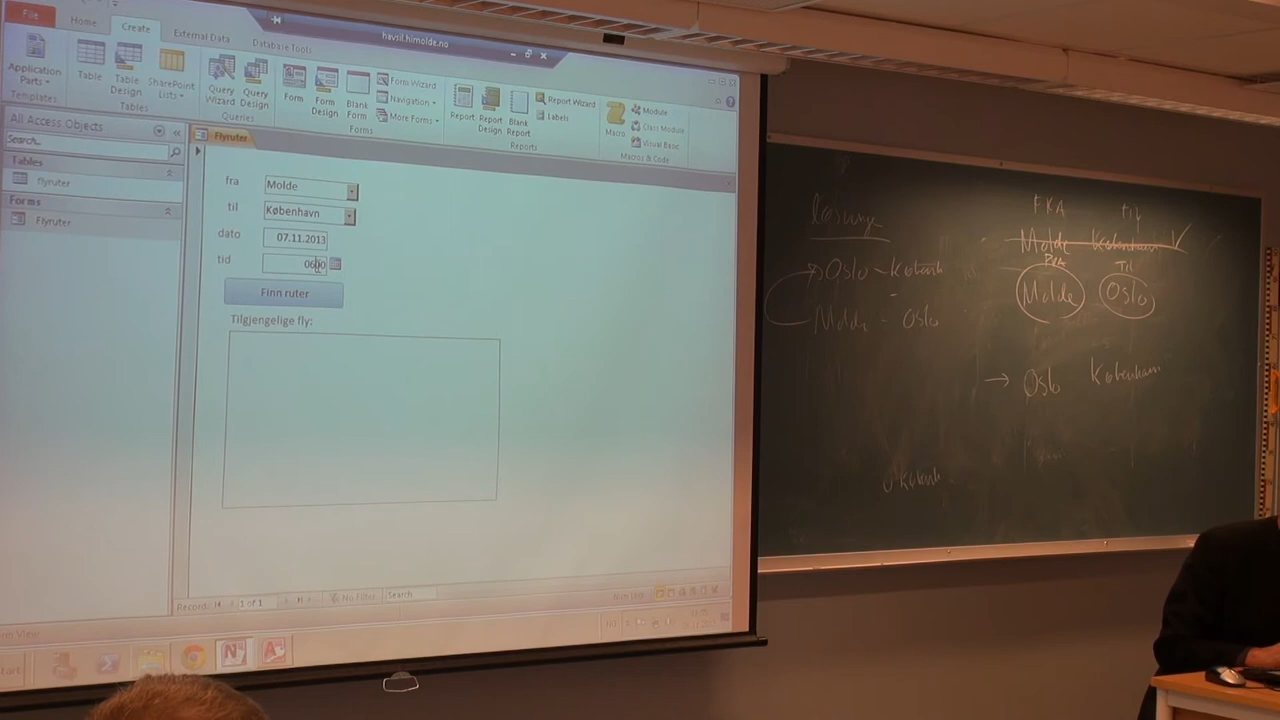 havsil.himolde.no
File Home Create External Data Database Tools
Application Parts Table Table Design SharePoint Lists Query Wizard Query Design Form Form Design Blank Form Form Wizard Navigation More Forms Report Report Design Blank Report Report Wizard Labels Macro Module Class Module Visual Basic
Templates Tables Queries Forms Reports Macros & Code
All Access Objects
Search...
Tables
flyruter
Forms
Flyruter
Flyruter
fra Molde
til København
dato 07.11.2013
tid
Finn ruter
Tilgjengelige fly:
Record: 1 of 1 No Filter Search
Num Lock
FRA Til
Molde København
FRA Til
Molde Oslo
Oslo København
løsning
Oslo - Københ
Molde - Oslo
Københ